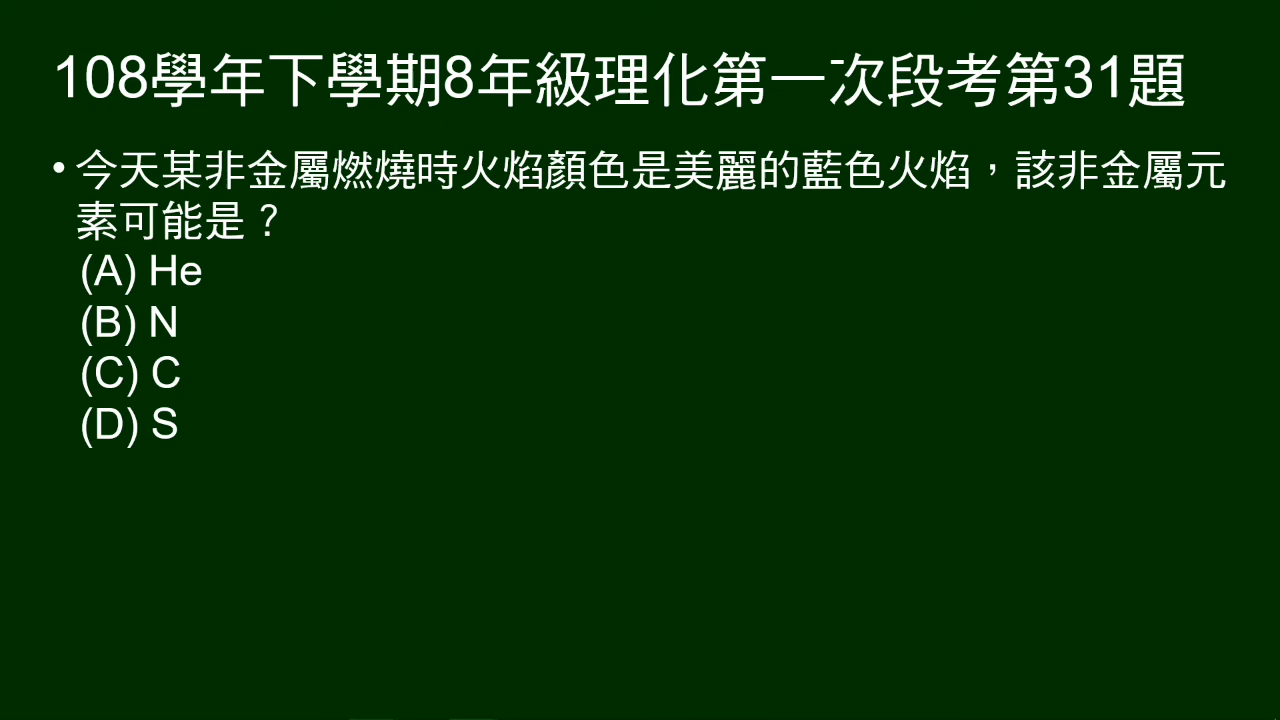 108學年下學期8年級理化第一次段考第31題
• 今天某非金屬燃燒時火焰顏色是美麗的藍色火焰，該非金屬元
素可能是？
(A) He
(B) N
(C) C
(D) S